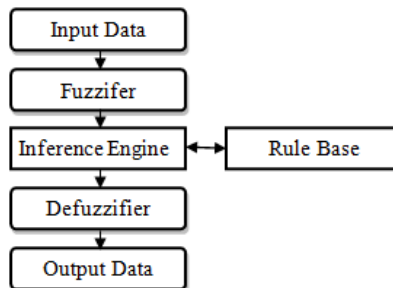 Input Data
Fuzzifer
Inference Engine
Rule Base
Defuzzifier
Output Data